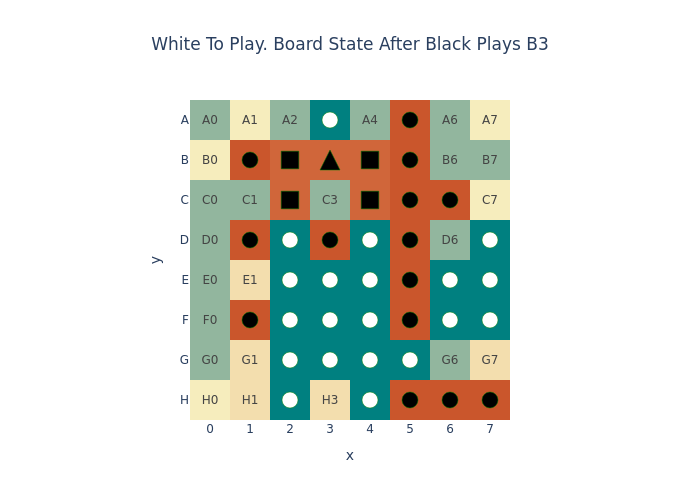 White To Play. Board State After Black Plays B3
A A0 A1 A2 A4 A6 A7
B B0 B6 B7
C C0 C1 C3 C7
D D0 D6
E E0 E1
F F0
G G0 G1 G6 G7
H H0 H1 H3
0 1 2 3 4 5 6 7
x
y